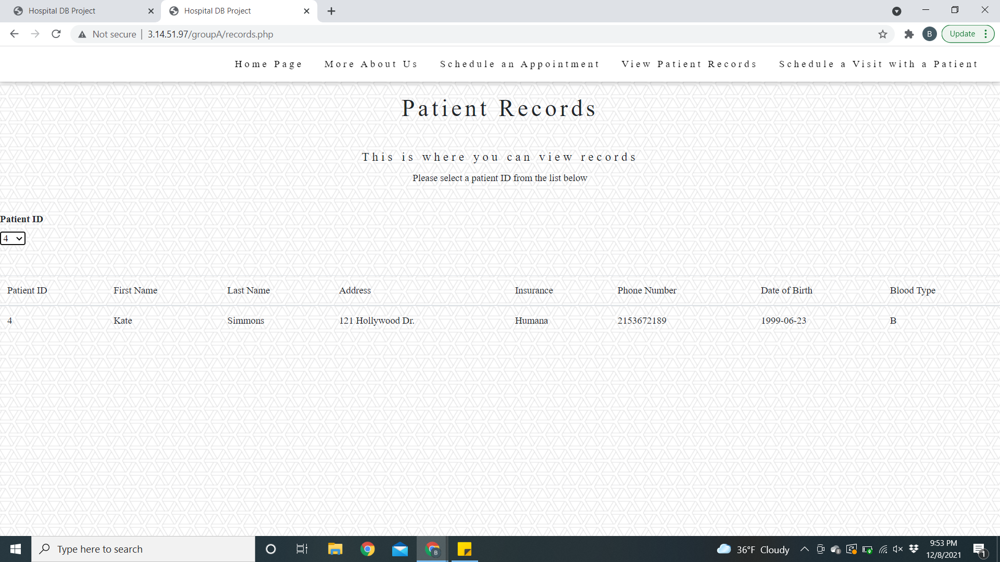 Hospital DB Project
Hospital DB Project
Not secure | 3.14.51.97/groupA/records.php
B
Update
Home Page More About Us Schedule an Appointment View Patient Records Schedule a Visit with a Patient
Patient Records
This is where you can view records
Please select a patient ID from the list below
Patient ID
4
Patient ID First Name Last Name Address Insurance Phone Number Date of Birth Blood Type
4 Kate Simmons 121 Hollywood Dr. Humana 2153672189 1999-06-23 B
Type here to search
B
36°F Cloudy
9:53 PM
12/8/2021
1